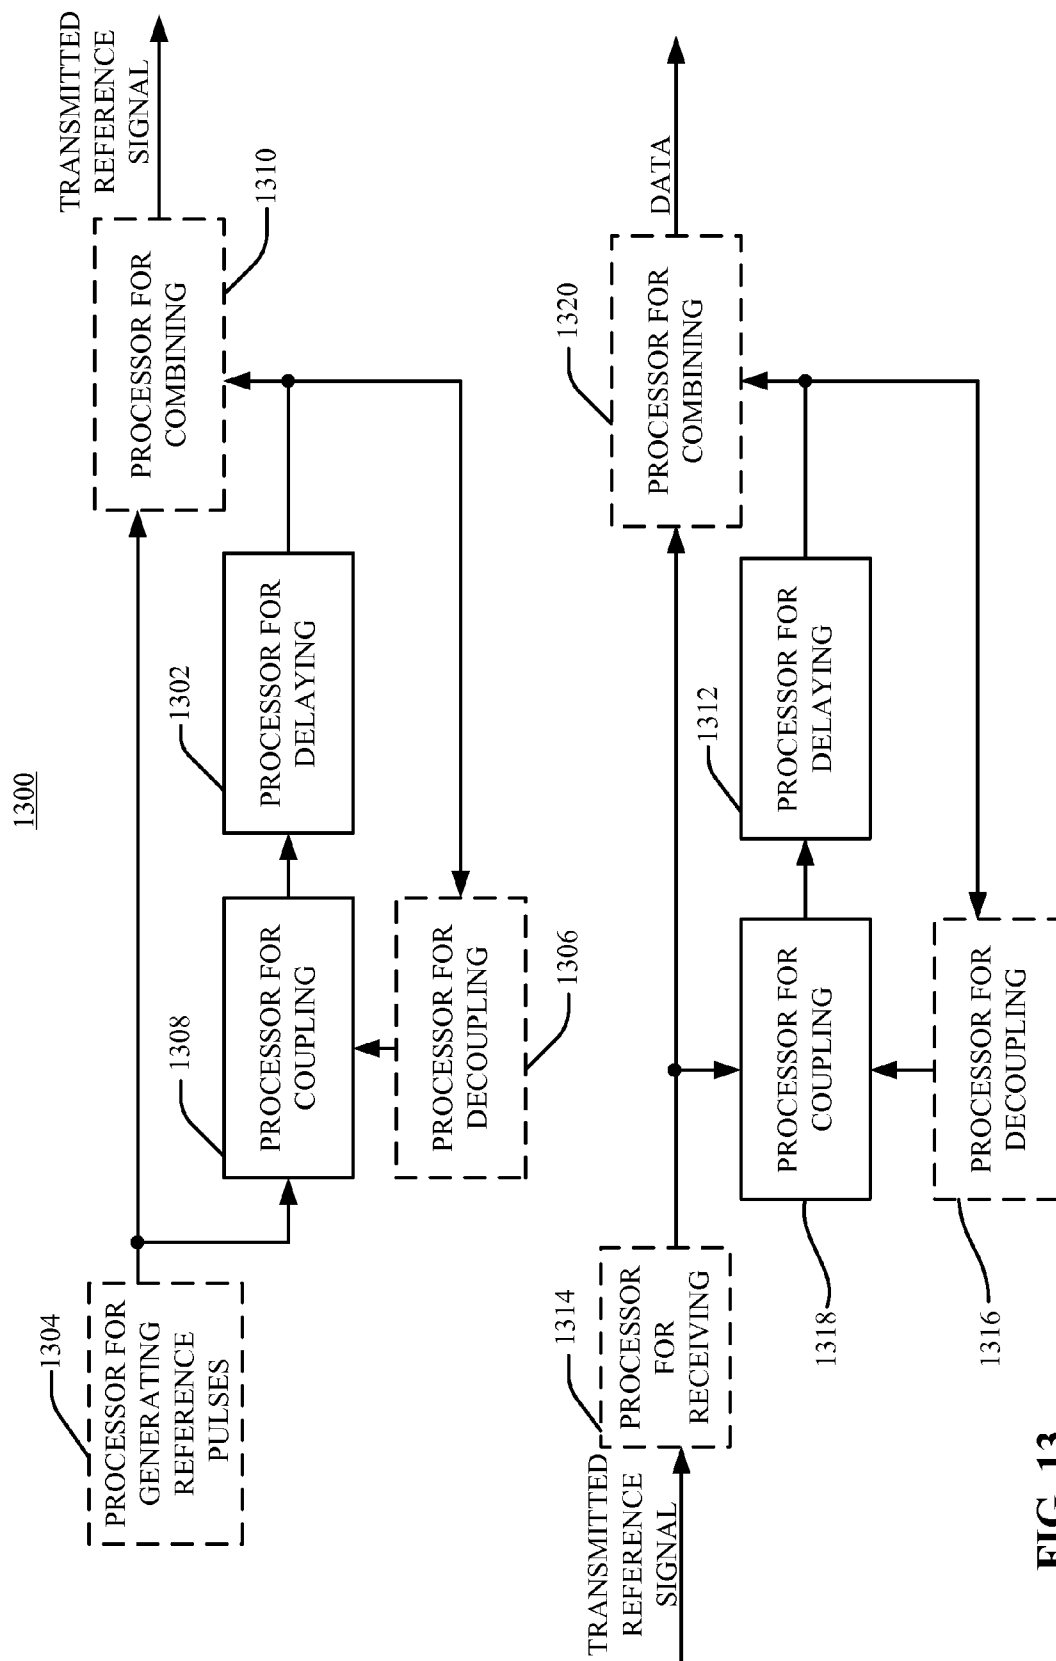 1300
TRANSMITTED
REFERENCE
SIGNAL
1304
PROCESSOR FOR
GENERATING
REFERENCE
PULSES
1308
PROCESSOR FOR
COUPLING
1302
PROCESSOR FOR
DELAYING
PROCESSOR FOR
COMBINING
1310
PROCESSOR FOR
DECOUPLING
1306
TRANSMITTED
REFERENCE
SIGNAL
1314
PROCESSOR
FOR
RECEIVING
1318
PROCESSOR FOR
COUPLING
1312
PROCESSOR FOR
DELAYING
1320
PROCESSOR FOR
COMBINING
DATA
PROCESSOR FOR
DECOUPLING
1316
FIG. 13